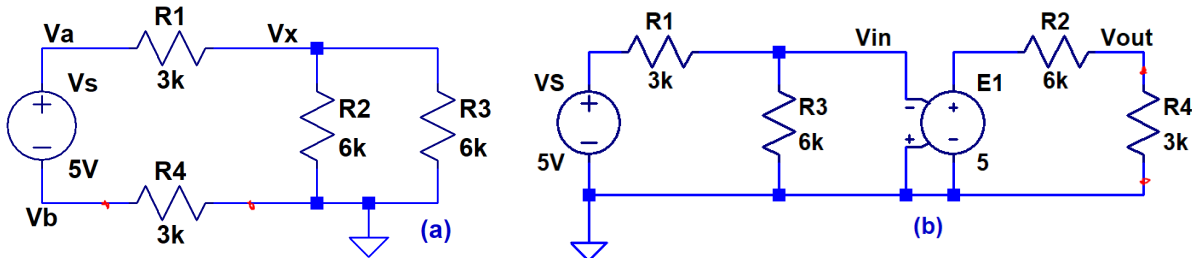 R1
Va
Vx
3k
Vs
+
−
5V
R2
6k
R3
6k
R4
Vb
3k
(a)
R1
3k
Vin
R2
6k
Vout
VS
+
−
5V
R3
6k
-
+
E1
+
-
5
R4
3k
(b)